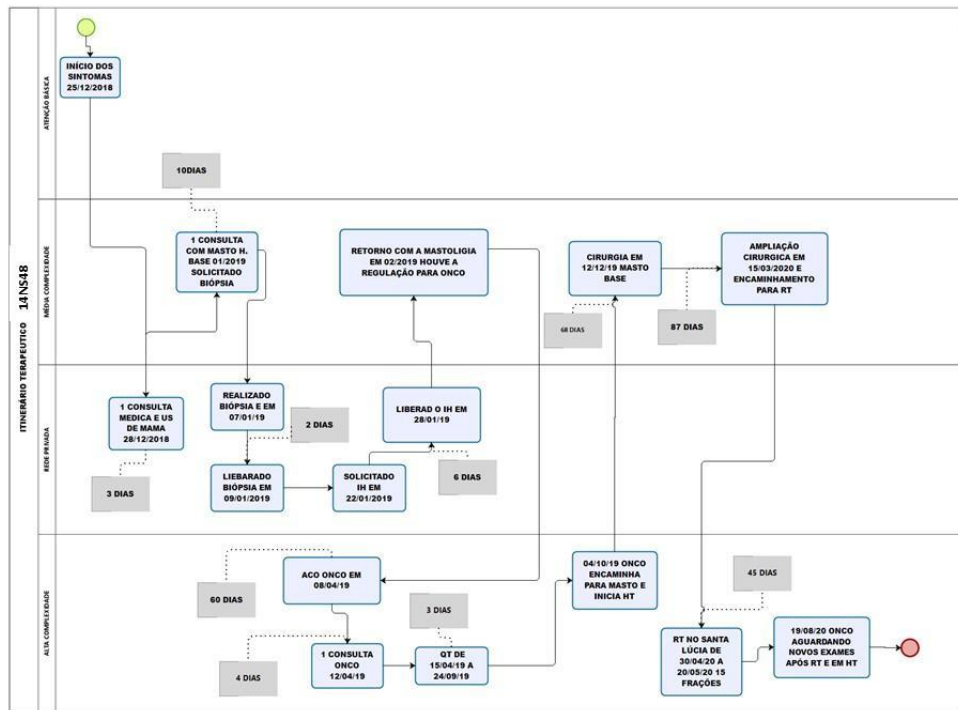 ITINERÁRIO TERAPEUTICO 14NS48
ATENÇÃO BÁSICA
INÍCIO DOS
SINTOMAS
25/12/2018
10DIAS
MÉDIA COMPLEXIDADE
1 CONSULTA
COM MASTO H.
BASE 01/2019
SOLICITADO
BIÓPSIA
RETORNO COM A MASTOLIGIA
EM 02/2019 HOUVE A
REGULAÇÃO PARA ONCO
CIRURGIA EM
12/12/19 MASTO
BASE
AMPLIAÇÃO
CIRURGICA EM
15/03/2020 E
ENCAMINHAMENTO
PARA RT
68 DIAS
87 DIAS
REDE PRIVADA
1 CONSULTA
MEDICA E US
DE MAMA
28/12/2018
3 DIAS
REALIZADO
BIÓPSIA E EM
07/01/19
2 DIAS
LIEBARADO
BIÓPSIA EM
09/01/2019
SOLICITADO
IH EM
22/01/2019
LIBERAD O IH EM
28/01/19
6 DIAS
ALTA COMPLEXIDADE
ACO ONCO EM
08/04/19
60 DIAS
4 DIAS
1 CONSULTA
ONCO
12/04/19
3 DIAS
QT DE
15/04/19 A
24/09/19
04/10/19 ONCO
ENCAMINHA
PARA MASTO E
INICIA HT
45 DIAS
RT NO SANTA
LÚCIA DE
30/04/20 A
20/05/20 15
FRAÇÕES
19/08/20 ONCO
AGUARDANDO
NOVOS EXAMES
APÓS RT E EM HT